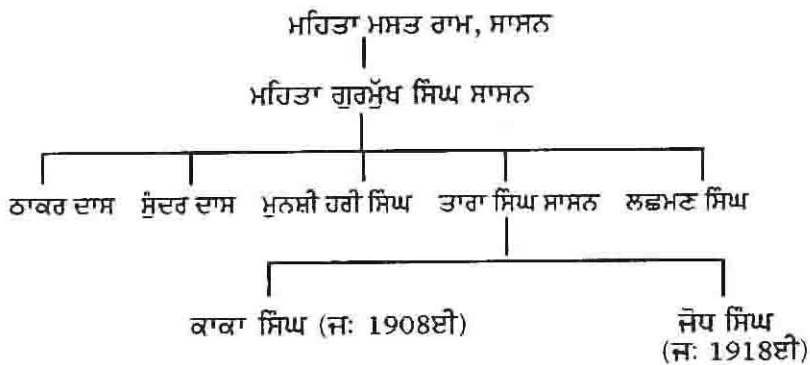 ਮਹਿਤਾ ਮਸਤ ਰਾਮ, ਸਾਸਨ
ਮਹਿਤਾ ਗੁਰਮੁੱਖ ਸਿੰਘ ਸਾਸਨ
ਠਾਕਰ ਦਾਸ ਸੁੰਦਰ ਦਾਸ ਮੁਨਸ਼ੀ ਹਰੀ ਸਿੰਘ ਤਾਰਾ ਸਿੰਘ ਸਾਸਨ ਲਛਮਣ ਸਿੰਘ
ਕਾਕਾ ਸਿੰਘ (ਜ: 1908ਈ) ਜੋਧ ਸਿੰਘ
(ਜ: 1918ਈ)